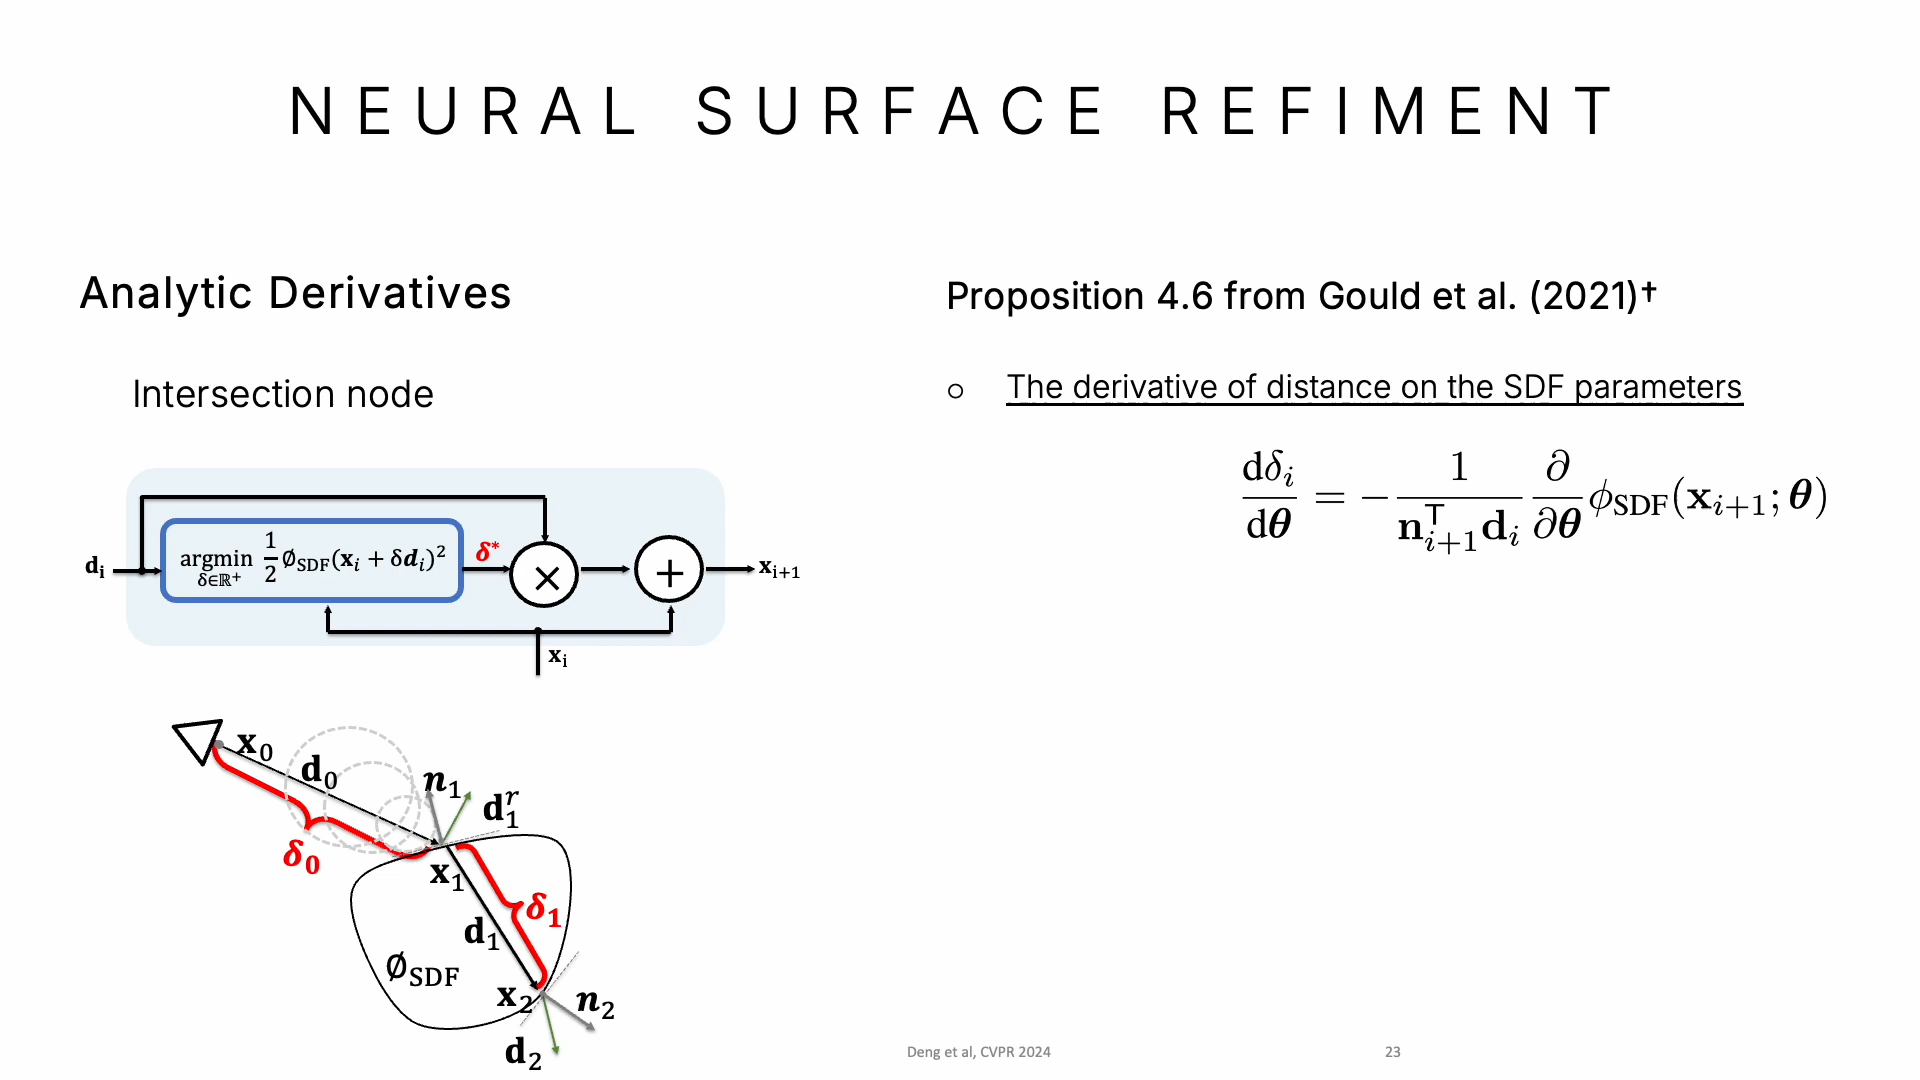 NEURAL SURFACE REFIMENT
Analytic Derivatives
Intersection node
d_i
argmin_{δ∈ℝ⁺} 1/2 ∅_SDF(x_i + δd_i)²
δ*
×
+
x_{i+1}
x_i
x_0
d_0
n_1
d_1^r
δ_0
x_1
δ_1
d_1
∅_SDF
x_2
n_2
d_2
Proposition 4.6 from Gould et al. (2021)†
○ The derivative of distance on the SDF parameters
dδ_i/dθ = − 1/(n_{i+1}^⊤ d_i) ∂/∂θ ϕ_SDF(x_{i+1}; θ)
Deng et al, CVPR 2024
23